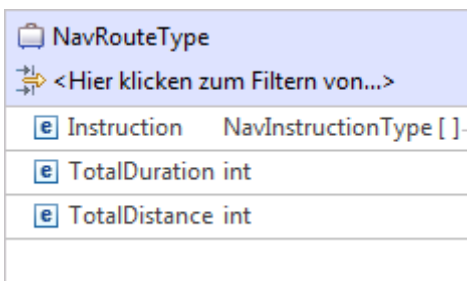 NavRouteType
<Hier klicken zum Filtern von...>
e Instruction NavInstructionType [ ]
e TotalDuration int
e TotalDistance int